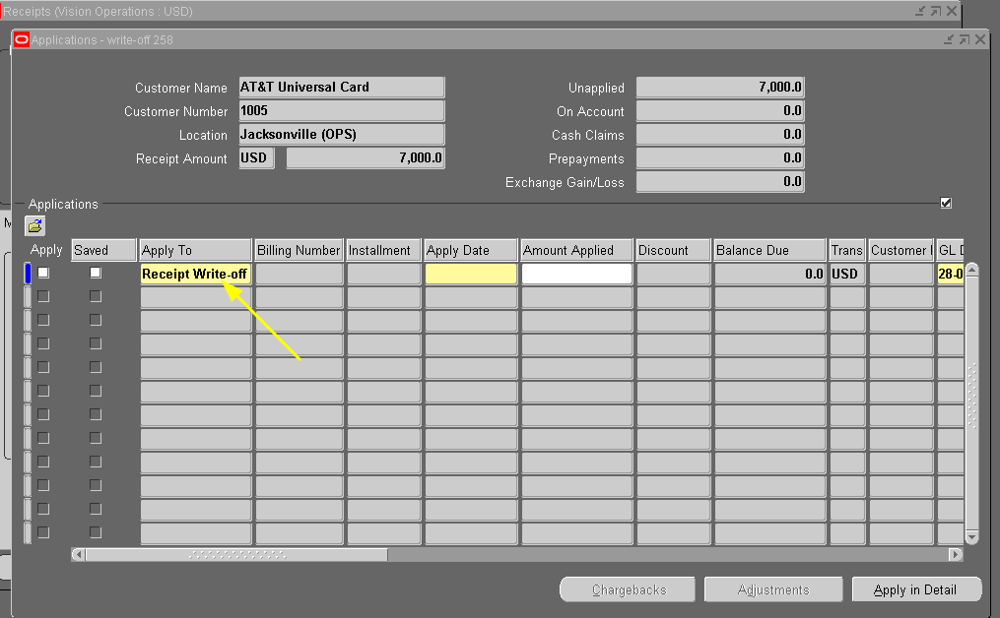 Receipts (Vision Operations : USD)
Applications - write-off 258
Customer Name AT&T Universal Card Unapplied 7,000.0
Customer Number 1005 On Account 0.0
Location Jacksonville (OPS) Cash Claims 0.0
Receipt Amount USD 7,000.0 Prepayments 0.0
Exchange Gain/Loss 0.0
Applications
Apply Saved Apply To Billing Number Installment Apply Date Amount Applied Discount Balance Due Trans Customer GL
Receipt Write-off 0.0 USD 28-0
Chargebacks Adjustments Apply in Detail